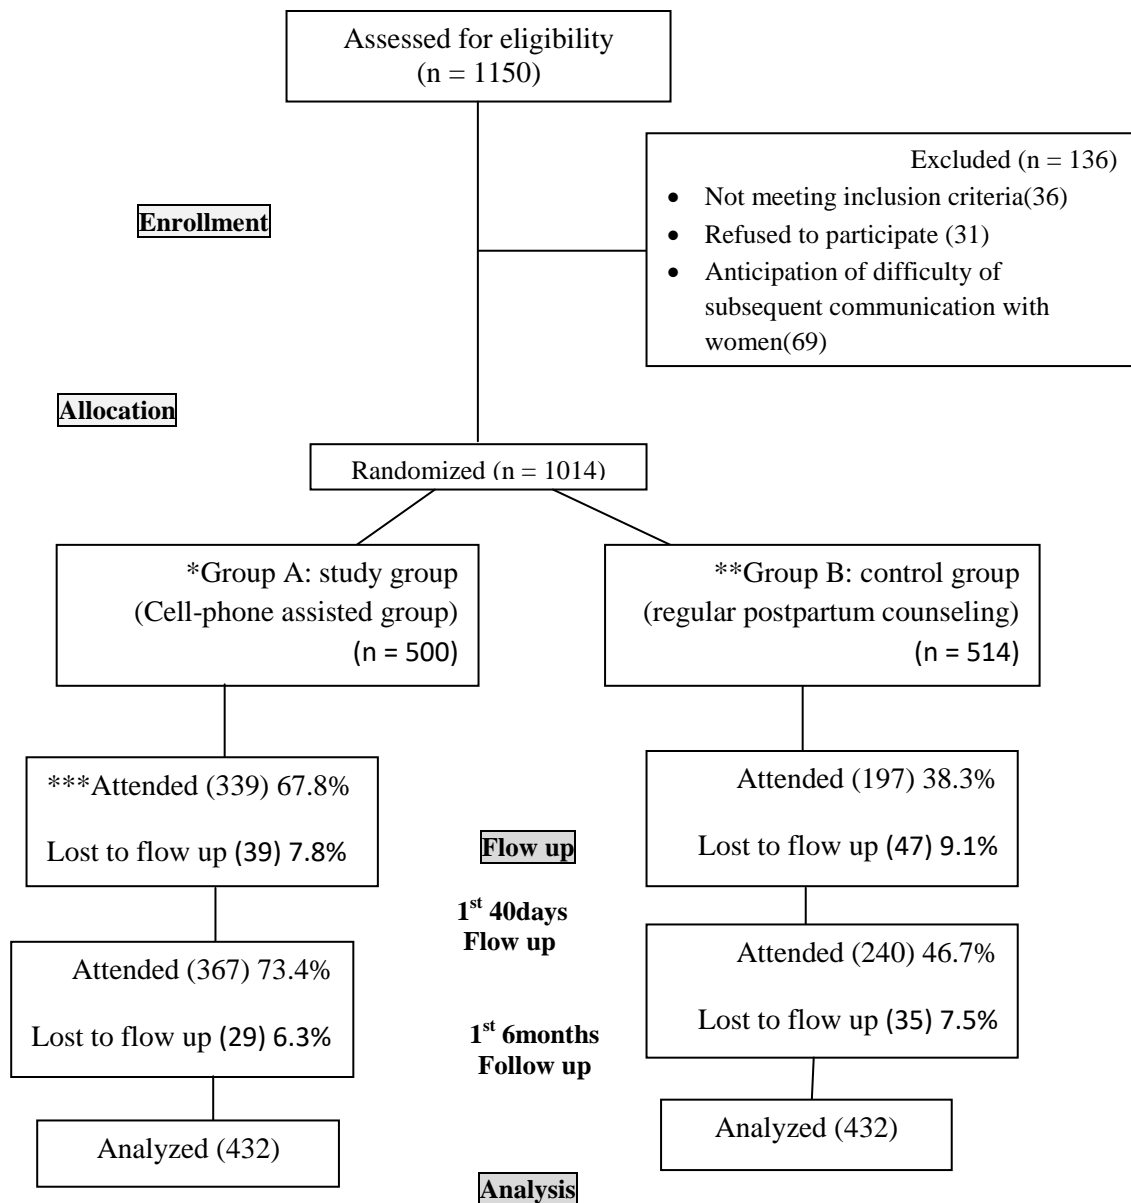 Assessed for eligibility
(n = 1150)
Excluded (n = 136)
• Not meeting inclusion criteria(36)
• Refused to participate (31)
• Anticipation of difficulty of
subsequent communication with
women(69)
Enrollment
Allocation
Randomized (n = 1014)
*Group A: study group
(Cell-phone assisted group)
(n = 500)
**Group B: control group
(regular postpartum counseling)
(n = 514)
***Attended (339) 67.8%
Lost to flow up (39) 7.8%
Attended (197) 38.3%
Lost to flow up (47) 9.1%
Flow up
1st 40days
Flow up
Attended (367) 73.4%
Lost to flow up (29) 6.3%
Attended (240) 46.7%
Lost to flow up (35) 7.5%
1st 6months
Follow up
Analyzed (432)
Analyzed (432)
Analysis